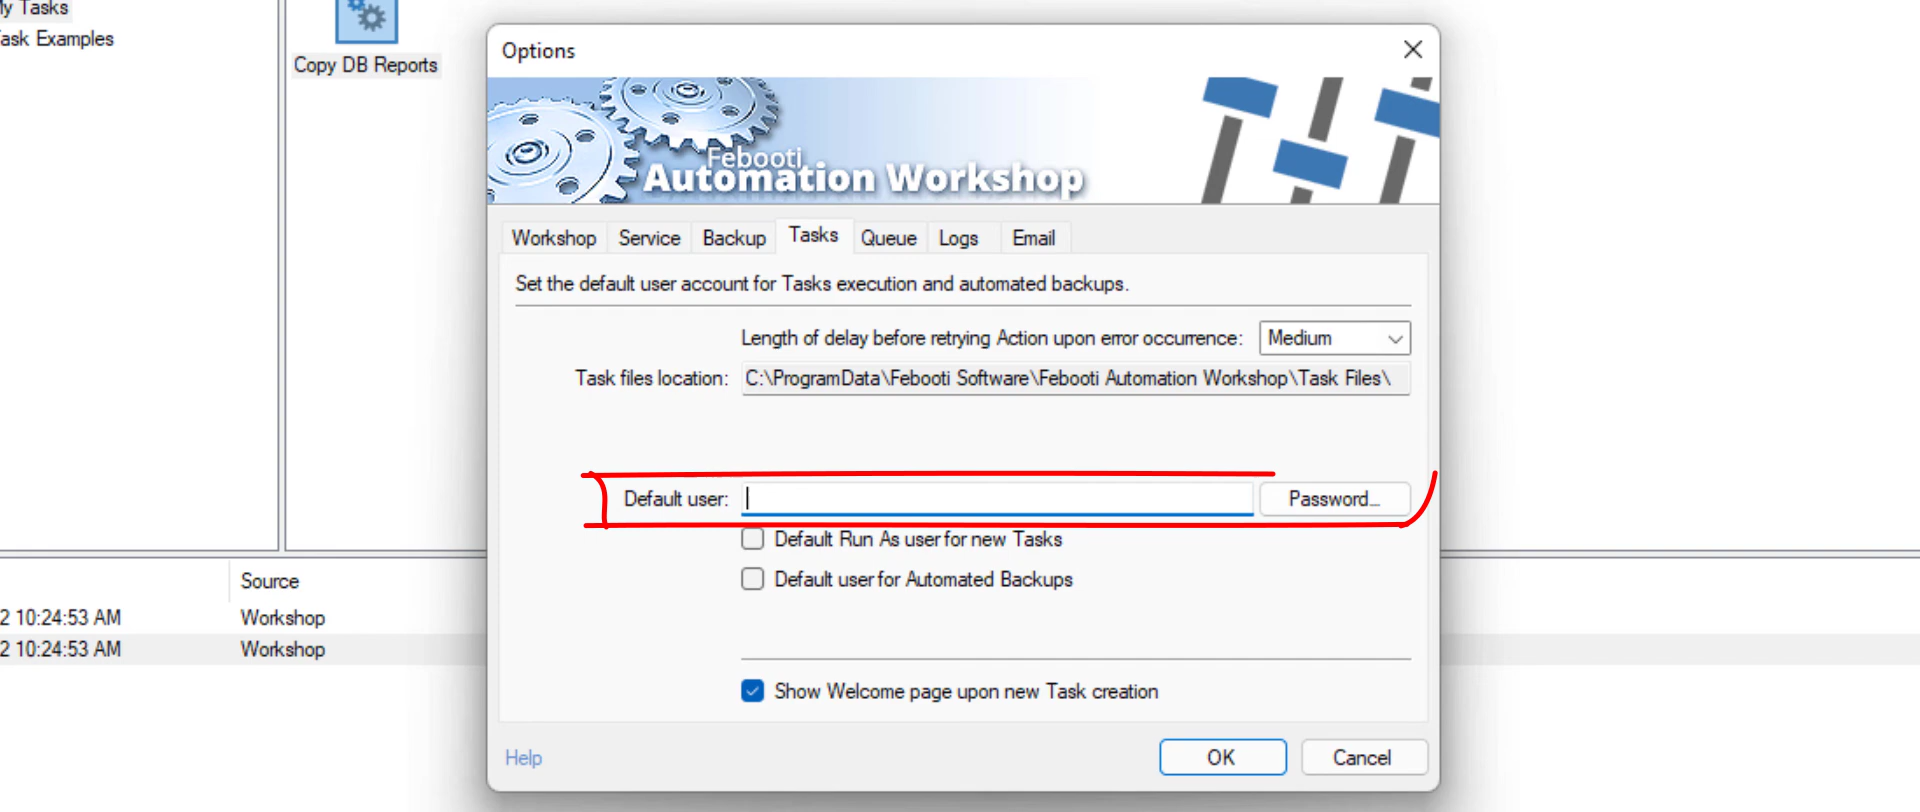 My Tasks
Task Examples
Copy DB Reports
Options
Febooti
Automation Workshop
Workshop Service Backup Tasks Queue Logs Email
Set the default user account for Tasks execution and automated backups.
Length of delay before retrying Action upon error occurrence: Medium
Task files location: C:\ProgramData\Febooti Software\Febooti Automation Workshop\Task Files\
Default user: Password...
Default Run As user for new Tasks
Default user for Automated Backups
Show Welcome page upon new Task creation
Help OK Cancel
Source
2 10:24:53 AM Workshop
2 10:24:53 AM Workshop